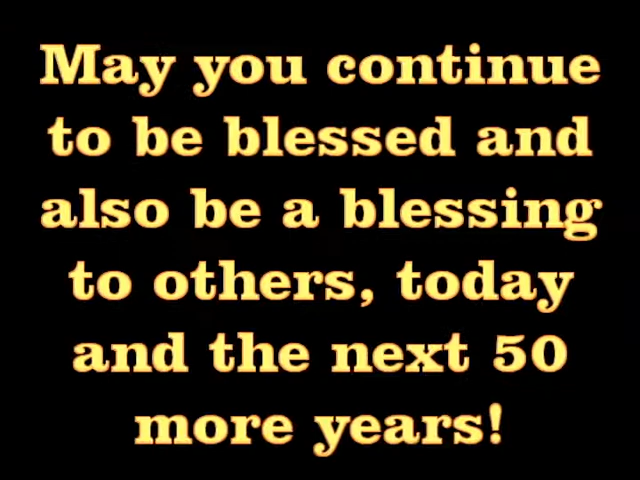 May you continue
to be blessed and
also be a blessing
to others, today
and the next 50
more years!